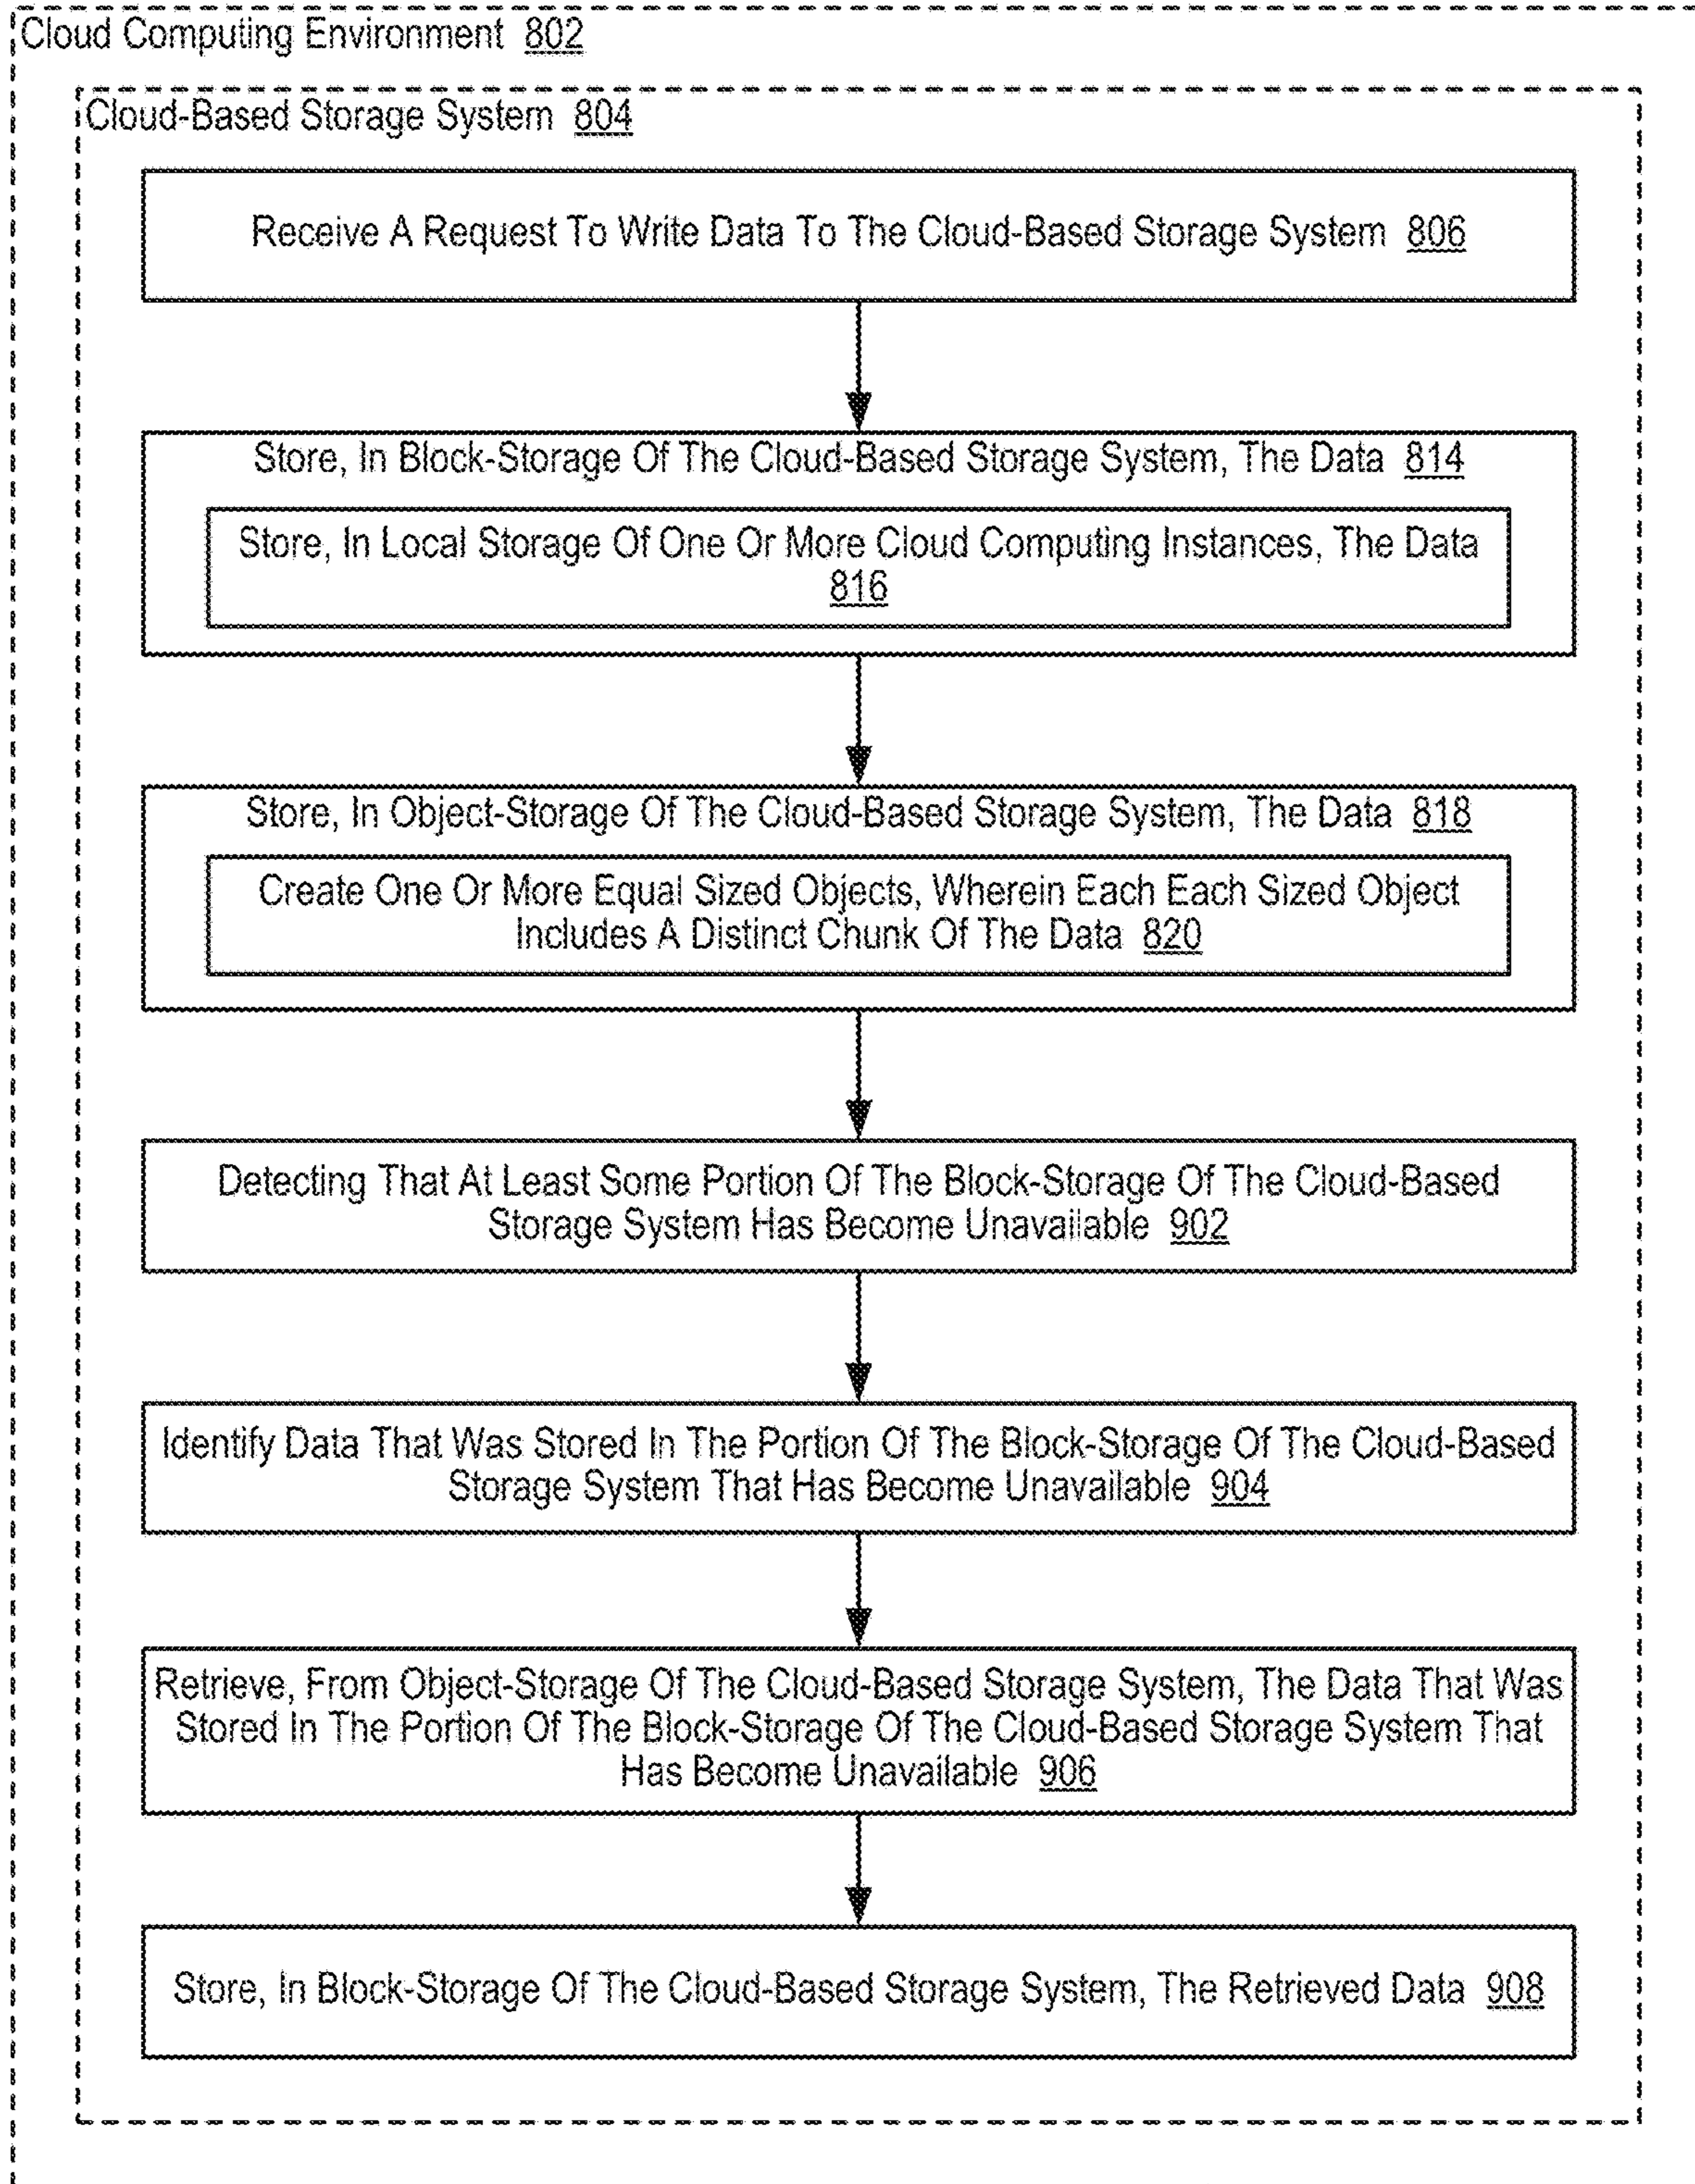 Cloud Computing Environment 802
Cloud-Based Storage System 804
Receive A Request To Write Data To The Cloud-Based Storage System 806
Store, In Block-Storage Of The Cloud-Based Storage System, The Data 814
Store, In Local Storage Of One Or More Cloud Computing Instances, The Data
816
Store, In Object-Storage Of The Cloud-Based Storage System, The Data 818
Create One Or More Equal Sized Objects, Wherein Each Each Sized Object
Includes A Distinct Chunk Of The Data 820
Detecting That At Least Some Portion Of The Block-Storage Of The Cloud-Based
Storage System Has Become Unavailable 902
Identify Data That Was Stored In The Portion Of The Block-Storage Of The Cloud-Based
Storage System That Has Become Unavailable 904
Retrieve, From Object-Storage Of The Cloud-Based Storage System, The Data That Was
Stored In The Portion Of The Block-Storage Of The Cloud-Based Storage System That
Has Become Unavailable 906
Store, In Block-Storage Of The Cloud-Based Storage System, The Retrieved Data 908